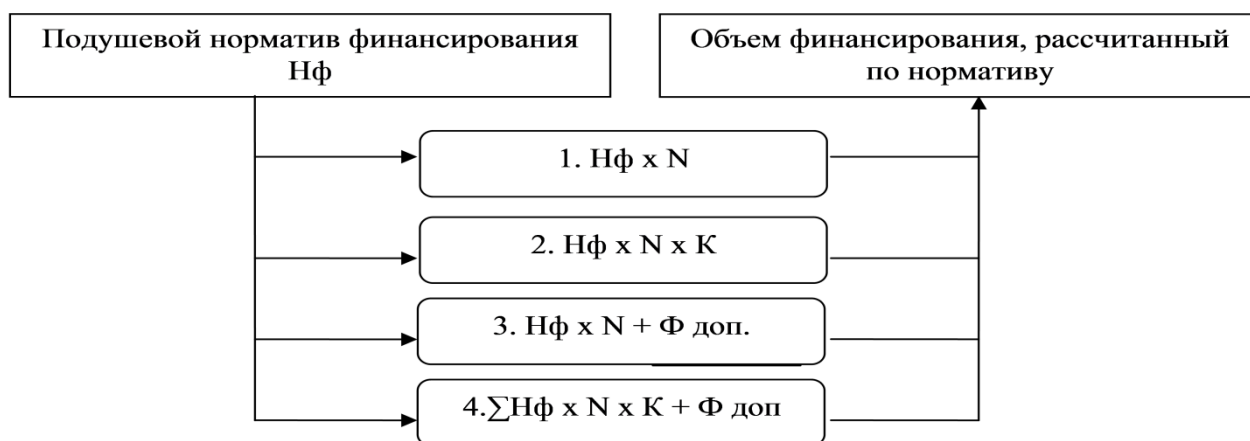 Подушевой норматив финансирования
Нф
Объем финансирования, рассчитанный
по нормативу
1. Нф х N
2. Нф х N х К
3. Нф х N + Ф доп.
4.∑Нф х N х К + Ф доп